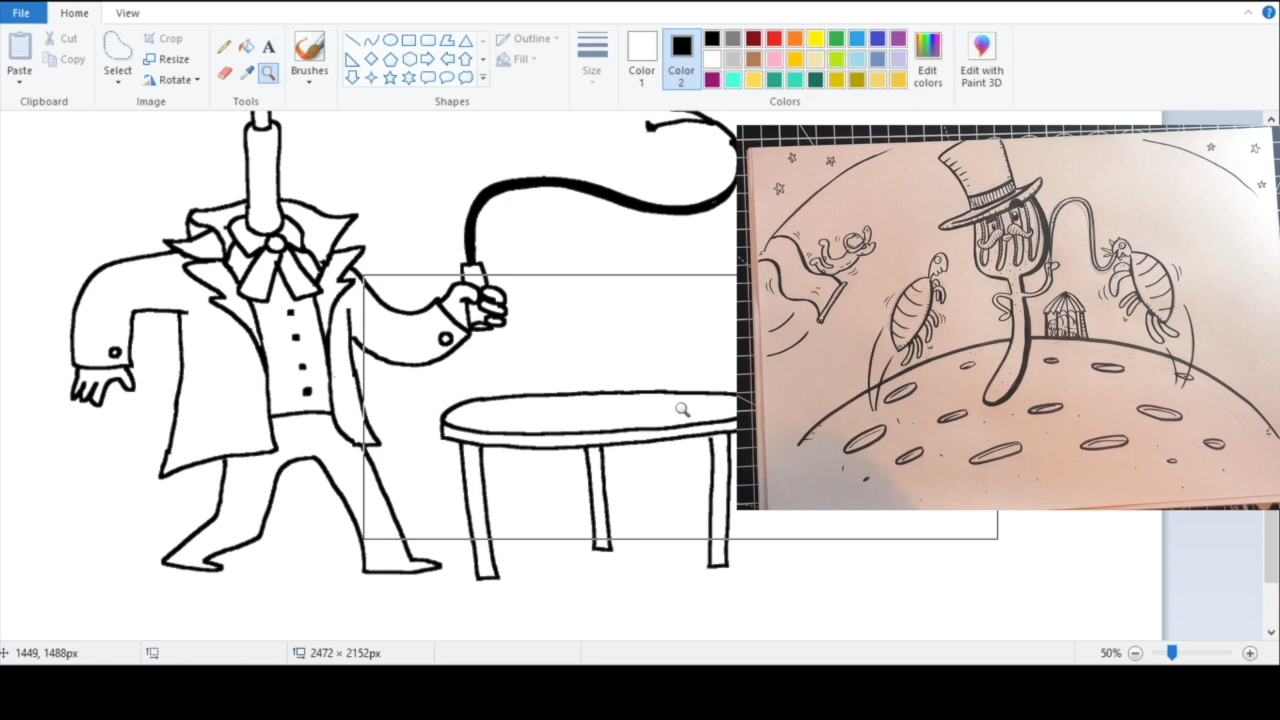 File Home View
Paste
Cut
Copy
Clipboard
Select
Crop
Resize
Rotate
Image
A
Tools
Brushes
Shapes
Outline
Fill
Size
Color 1
Color 2
Edit colors
Colors
Edit with Paint 3D
1449, 1488px
2472 × 2152px
50%